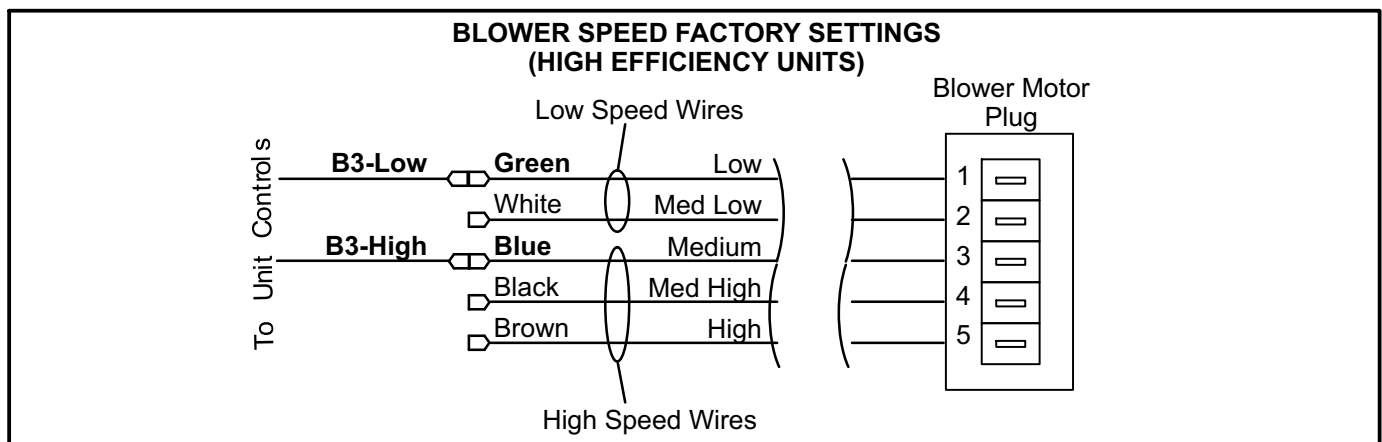 BLOWER SPEED FACTORY SETTINGS
(HIGH EFFICIENCY UNITS)
Blower Motor
Plug
Low Speed Wires
To Unit Controls
B3-Low Green Low 1
White Med Low 2
B3-High Blue Medium 3
Black Med High 4
Brown High 5
High Speed Wires